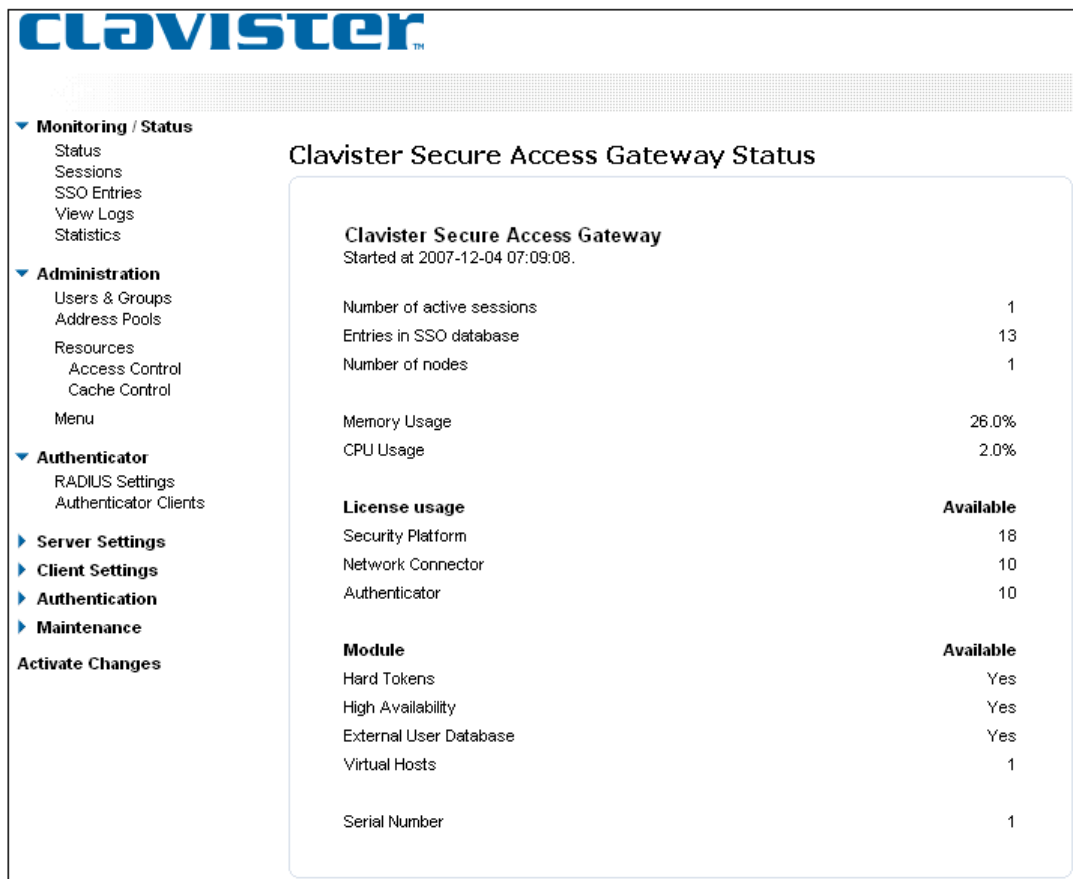 CLAVISTER™
Monitoring / Status
Status
Sessions
SSO Entries
View Logs
Statistics
Administration
Users & Groups
Address Pools
Resources
Access Control
Cache Control
Menu
Authenticator
RADIUS Settings
Authenticator Clients
Server Settings
Client Settings
Authentication
Maintenance
Activate Changes
Clavister Secure Access Gateway Status
Clavister Secure Access Gateway
Started at 2007-12-04 07:09:08.
Number of active sessions 1
Entries in SSO database 13
Number of nodes 1
Memory Usage 26.0%
CPU Usage 2.0%
License usage Available
Security Platform 18
Network Connector 10
Authenticator 10
Module Available
Hard Tokens Yes
High Availability Yes
External User Database Yes
Virtual Hosts 1
Serial Number 1